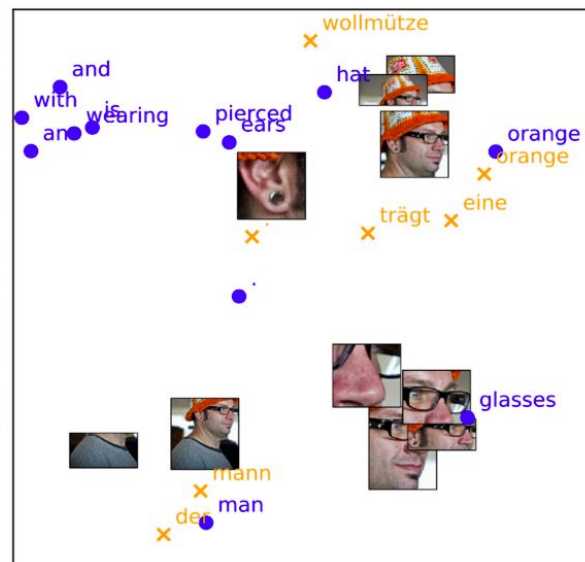 wollmütze
and
hat
with
is
wearing
an
pierced
ears
orange
orange
eine
trägt
.
.
glasses
mann
man
der